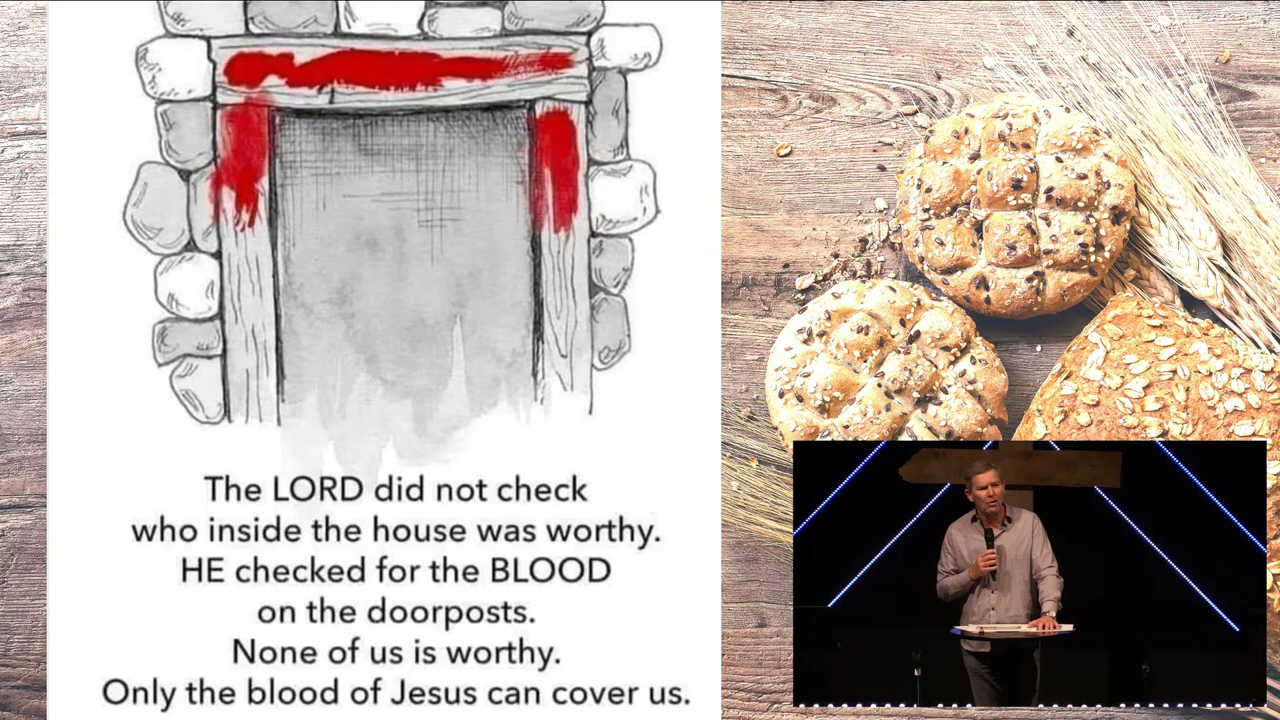 The LORD did not check
who inside the house was worthy.
HE checked for the BLOOD
on the doorposts.
None of us is worthy.
Only the blood of Jesus can cover us.